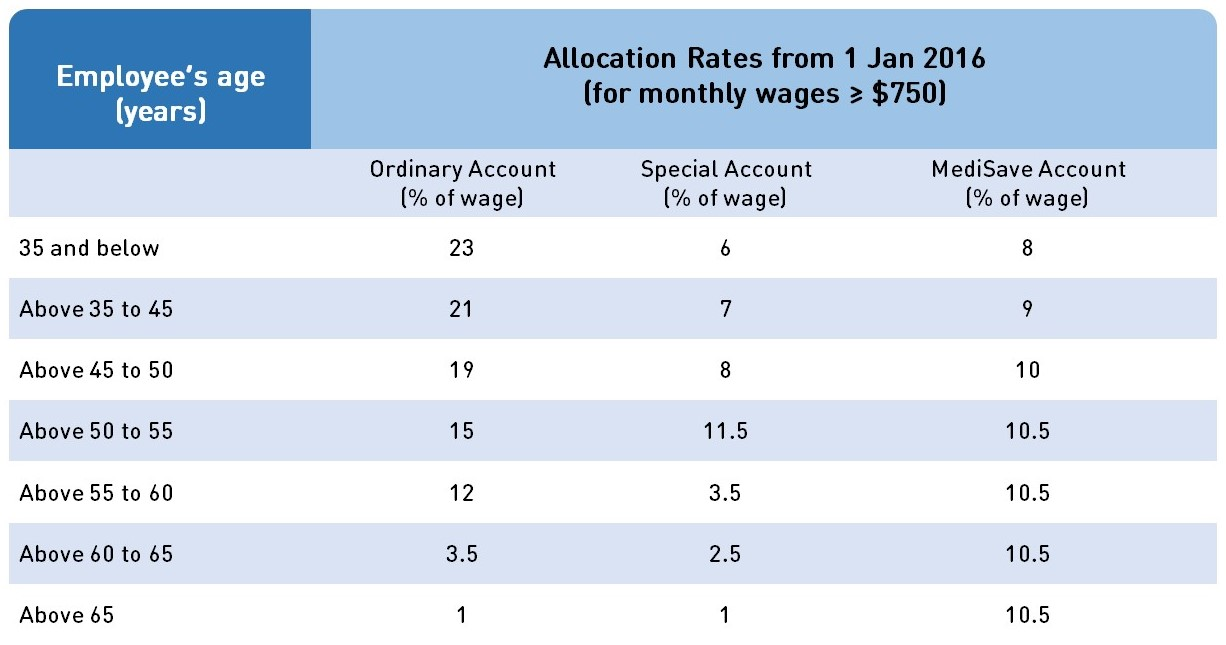 Employee's age
(years)
Allocation Rates from 1 Jan 2016
(for monthly wages ≥ $750)
Ordinary Account
(% of wage)
Special Account
(% of wage)
MediSave Account
(% of wage)
35 and below 23 6 8
Above 35 to 45 21 7 9
Above 45 to 50 19 8 10
Above 50 to 55 15 11.5 10.5
Above 55 to 60 12 3.5 10.5
Above 60 to 65 3.5 2.5 10.5
Above 65 1 1 10.5